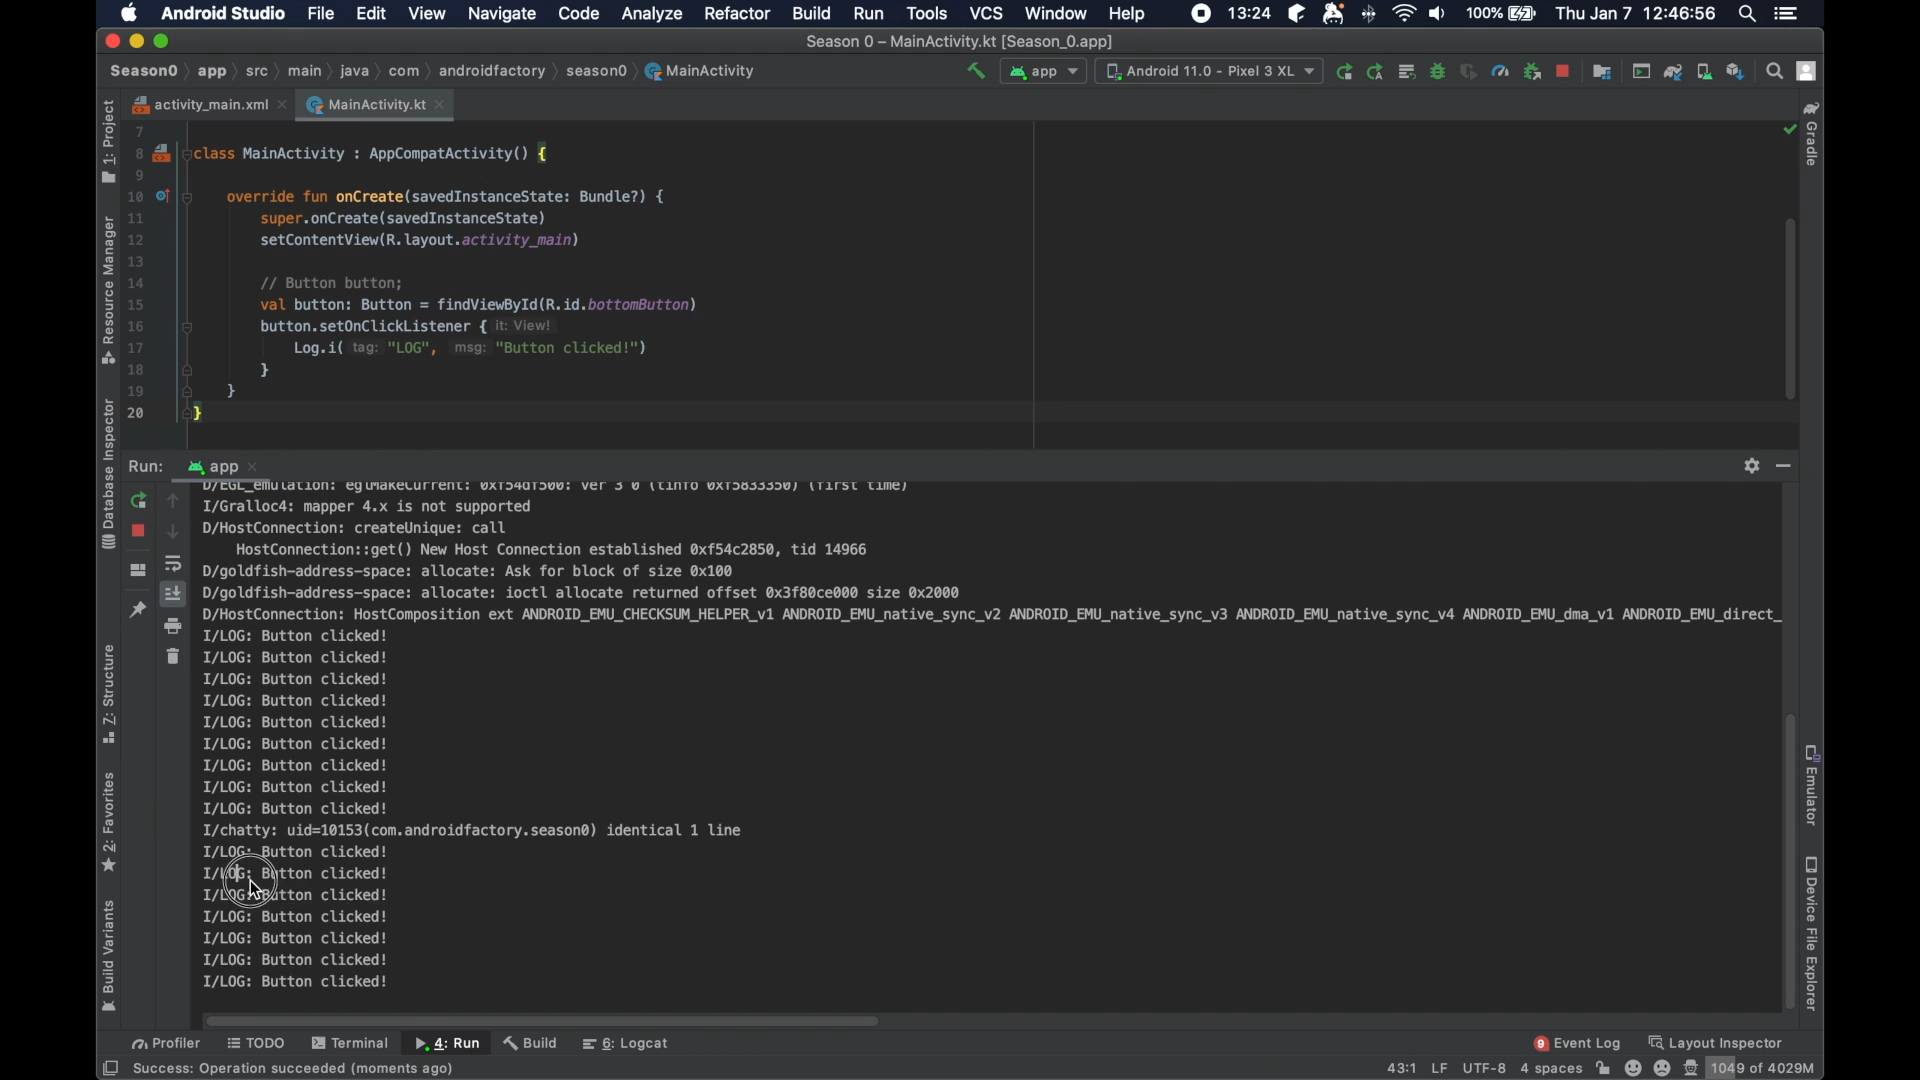 Android Studio File Edit View Navigate Code Analyze Refactor Build Run Tools VCS Window Help 13:24 100% Thu Jan 7 12:46:56
Season 0 – MainActivity.kt [Season_0.app]
Season0 app src main java com androidfactory season0 MainActivity app Android 11.0 - Pixel 3 XL
activity_main.xml MainActivity.kt
1: Project
Resource Manager
Database Inspector
Z: Structure
2: Favorites
Build Variants
Gradle
Emulator
Device File Explorer
7
8 class MainActivity : AppCompatActivity() {
9
10 override fun onCreate(savedInstanceState: Bundle?) {
11 super.onCreate(savedInstanceState)
12 setContentView(R.layout.activity_main)
13
14 // Button button;
15 val button: Button = findViewById(R.id.bottomButton)
16 button.setOnClickListener { it: View!
17 Log.i( tag: "LOG", msg: "Button clicked!")
18 }
19 }
20 }
Run: app
D/EGL_emulation: eglMakeCurrent: 0xf54df500: ver 3 0 (tinfo 0xf5833350) (first time)
I/Gralloc4: mapper 4.x is not supported
D/HostConnection: createUnique: call
HostConnection::get() New Host Connection established 0xf54c2850, tid 14966
D/goldfish-address-space: allocate: Ask for block of size 0x100
D/goldfish-address-space: allocate: ioctl allocate returned offset 0x3f80ce000 size 0x2000
D/HostConnection: HostComposition ext ANDROID_EMU_CHECKSUM_HELPER_v1 ANDROID_EMU_native_sync_v2 ANDROID_EMU_native_sync_v3 ANDROID_EMU_native_sync_v4 ANDROID_EMU_dma_v1 ANDROID_EMU_direct_
I/LOG: Button clicked!
I/LOG: Button clicked!
I/LOG: Button clicked!
I/LOG: Button clicked!
I/LOG: Button clicked!
I/LOG: Button clicked!
I/LOG: Button clicked!
I/LOG: Button clicked!
I/LOG: Button clicked!
I/chatty: uid=10153(com.androidfactory.season0) identical 1 line
I/LOG: Button clicked!
I/LOG: Button clicked!
I/LOG: Button clicked!
I/LOG: Button clicked!
I/LOG: Button clicked!
I/LOG: Button clicked!
I/LOG: Button clicked!
Profiler TODO Terminal 4: Run Build 6: Logcat 9 Event Log Layout Inspector
Success: Operation succeeded (moments ago) 43:1 LF UTF-8 4 spaces 1049 of 4029M